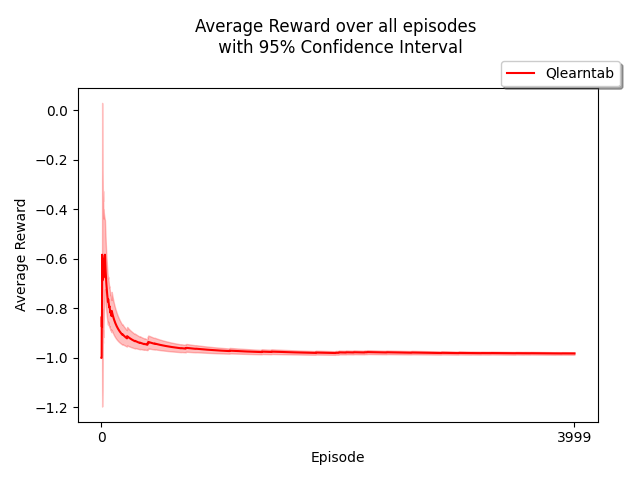 Average Reward over all episodes
with 95% Confidence Interval
Qlearntab
0.0
−0.2
−0.4
−0.6
−0.8
−1.0
−1.2
Average Reward
0
3999
Episode